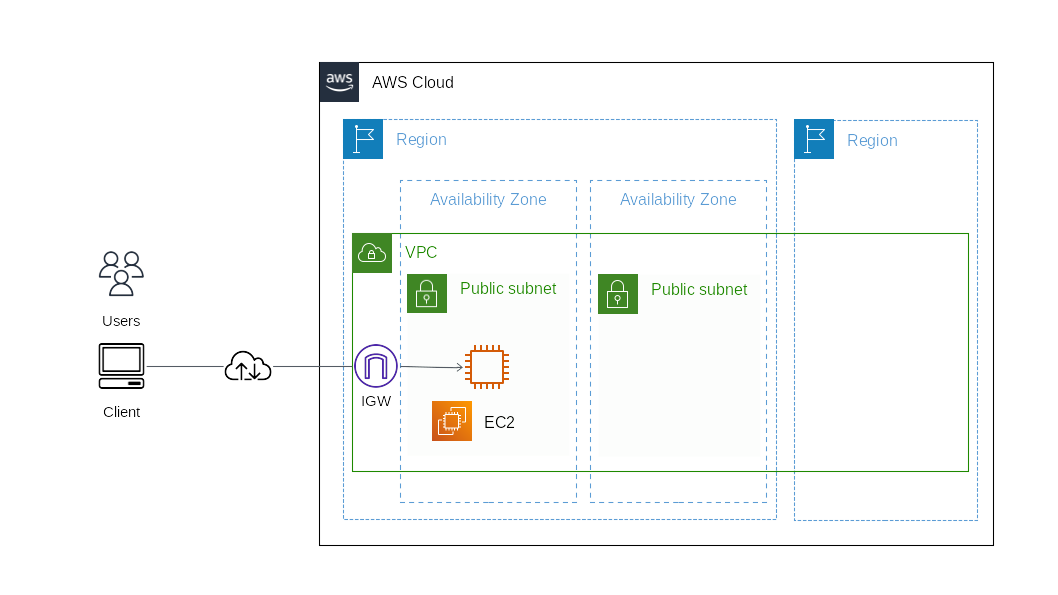 aws
AWS Cloud
Region
Region
Availability Zone
Availability Zone
VPC
Public subnet
Public subnet
Users
IGW
Client
EC2